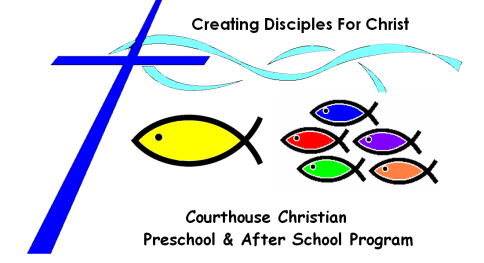 Creating Disciples For Christ
Courthouse Christian
Preschool & After School Program